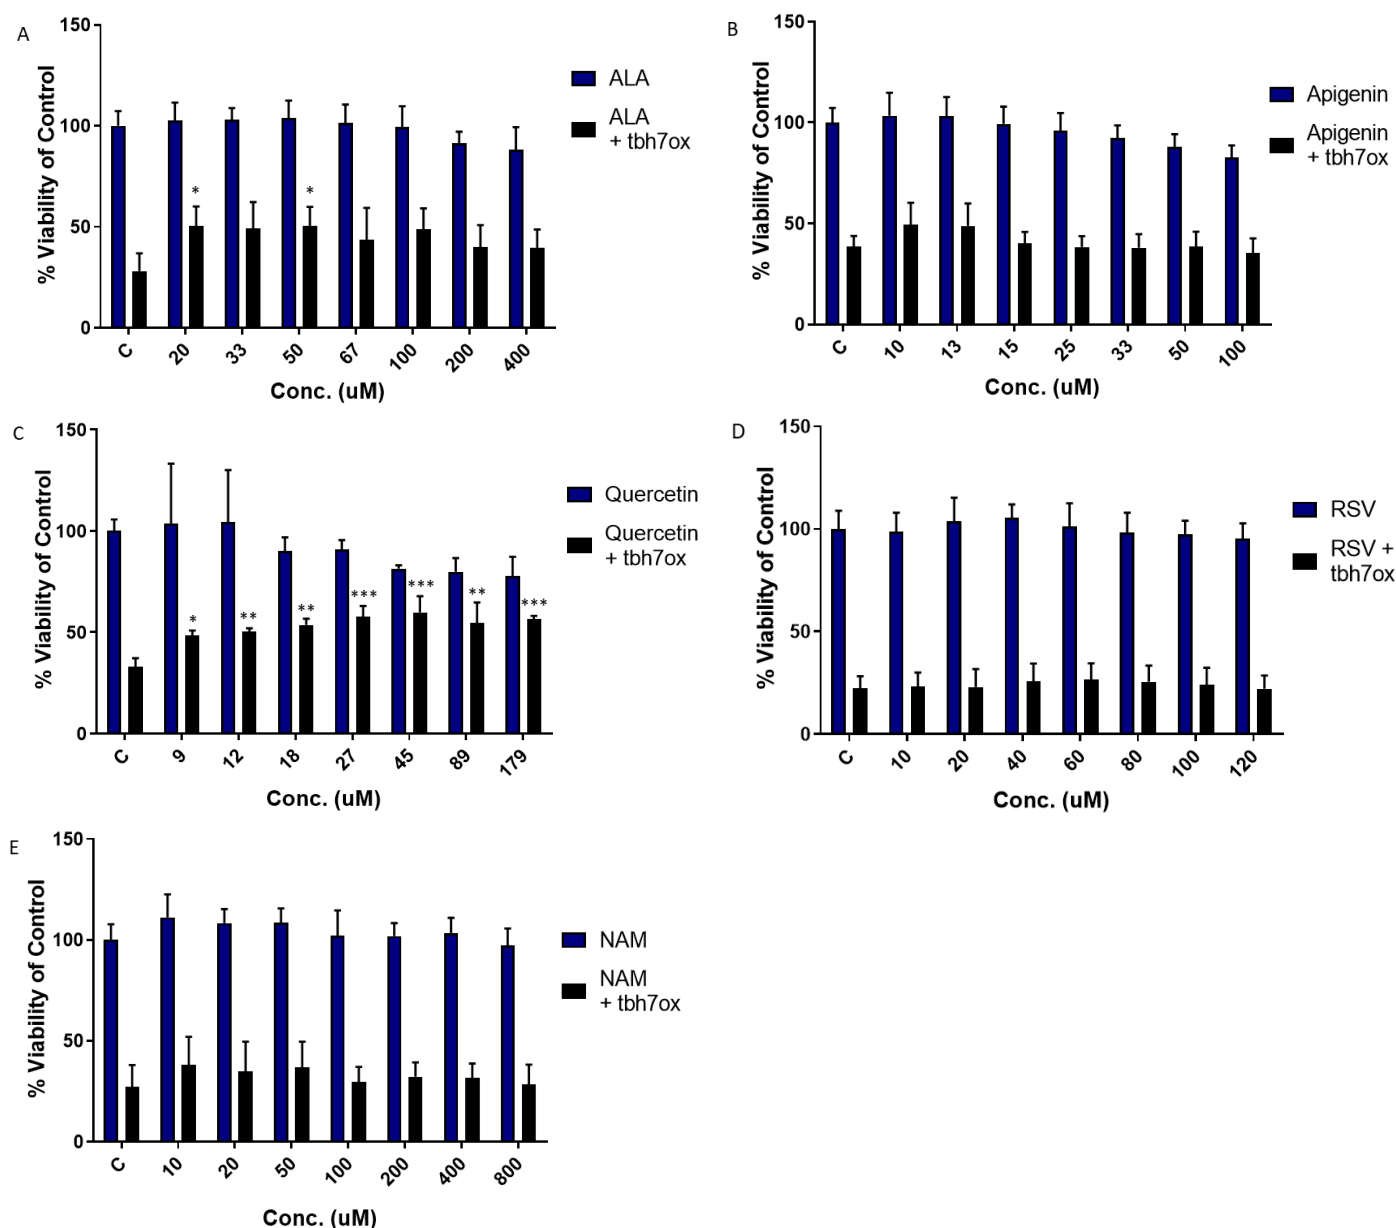 A
% Viability of Control
150
100
50
0
* *
C 20 33 50 67 100 200 400
Conc. (uM)
ALA
ALA
+ tbh7ox
B
% Viability of Control
150
100
50
0
C 10 13 15 25 33 50 100
Conc. (uM)
Apigenin
Apigenin
+ tbh7ox
C
% Viability of Control
150
100
50
0
* ** ** *** *** ** ***
C 9 12 18 27 45 89 179
Conc. (uM)
Quercetin
Quercetin
+ tbh7ox
D
% Viability of Control
150
100
50
0
C 10 20 40 60 80 100 120
Conc. (uM)
RSV
RSV +
tbh7ox
E
% Viability of Control
150
100
50
0
C 10 20 50 100 200 400 800
Conc. (uM)
NAM
NAM
+ tbh7ox